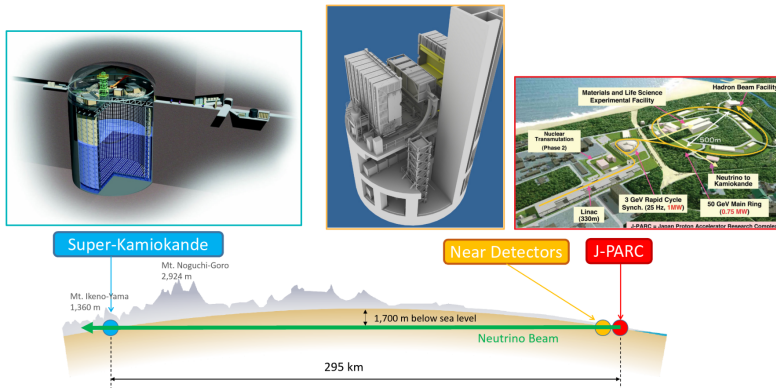 Hadron Beam Facility
Materials and Life Science
Experimental Facility
Nuclear
Transmutation
(Phase 2)
500m
Neutrino to
Kamiokande
3 GeV Rapid Cycle
Synch. (25 Hz, 1MW)
50 GeV Main Ring
(0.75 MW)
Linac
(330m)
J-PARC = Japan Proton Accelerator Research Complex
Super-Kamiokande
Near Detectors
J-PARC
Mt. Noguchi-Goro
2,924 m
Mt. Ikeno-Yama
1,360 m
1,700 m below sea level
Neutrino Beam
295 km